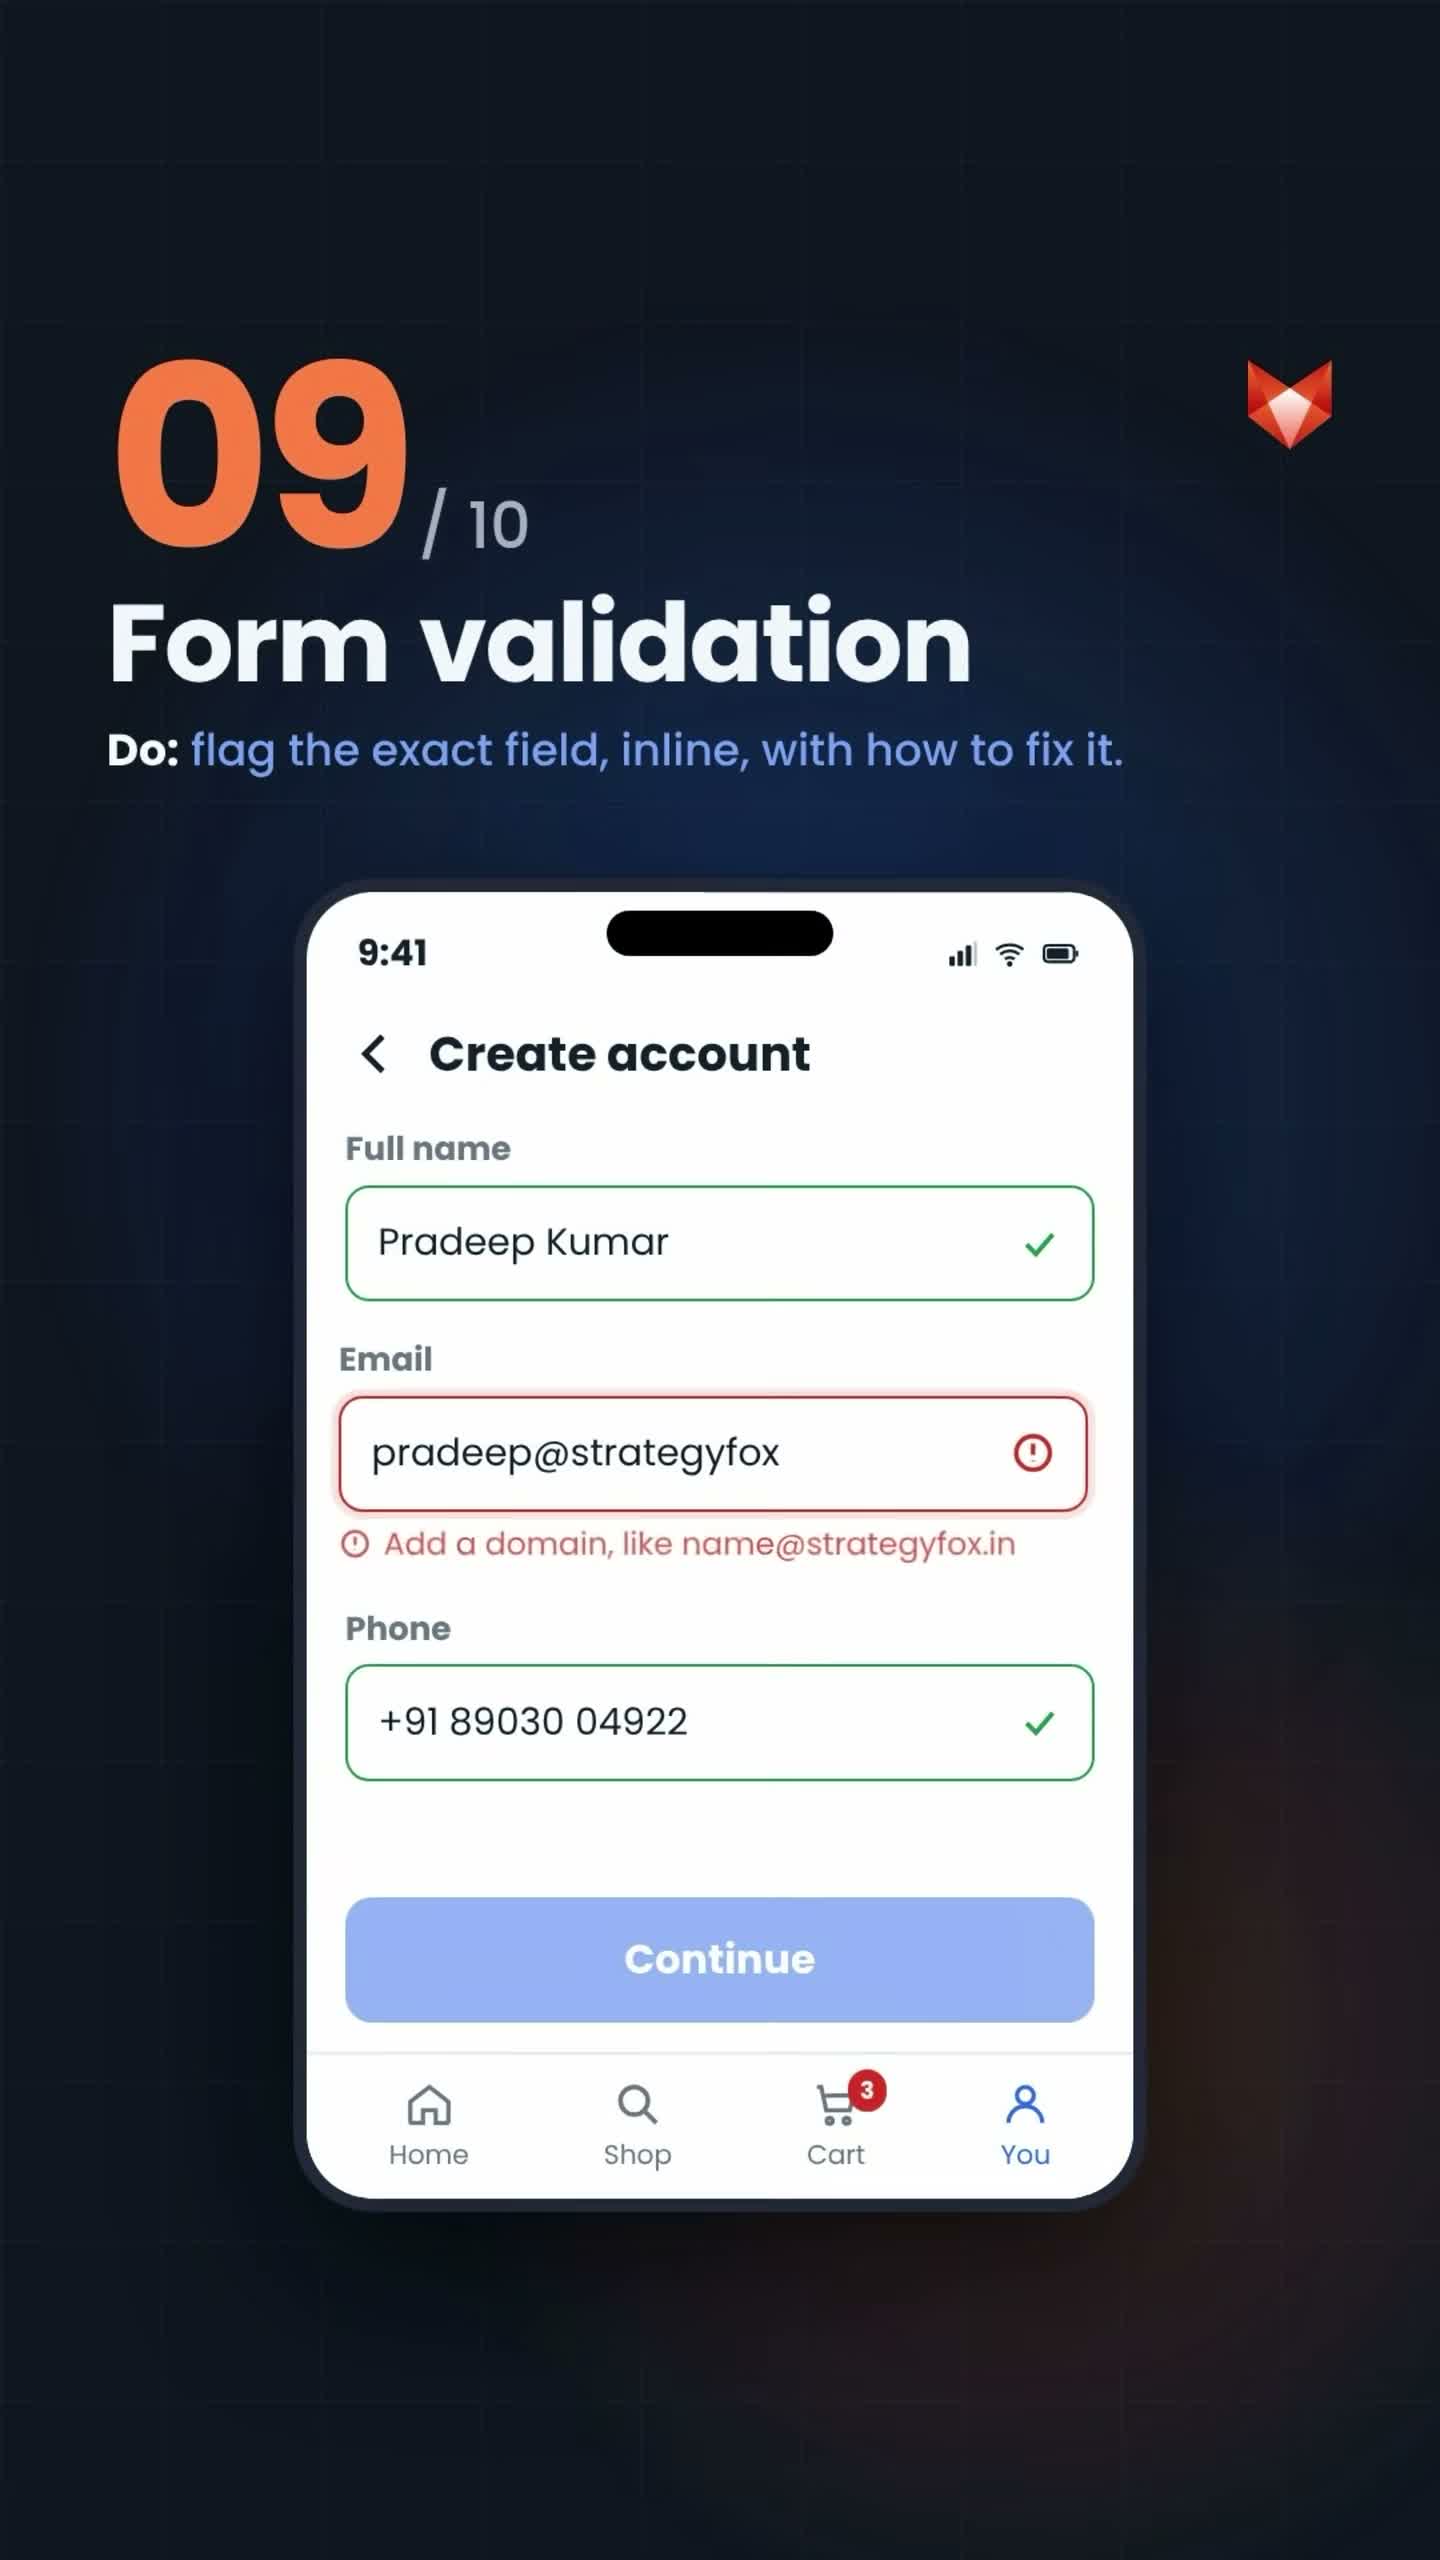 09 / 10
Form validation
Do: flag the exact field, inline, with how to fix it.
9:41
Create account
Full name
Pradeep Kumar
Email
pradeep@strategyfox
Add a domain, like name@strategyfox.in
Phone
+91 89030 04922
Continue
3
Home Shop Cart You